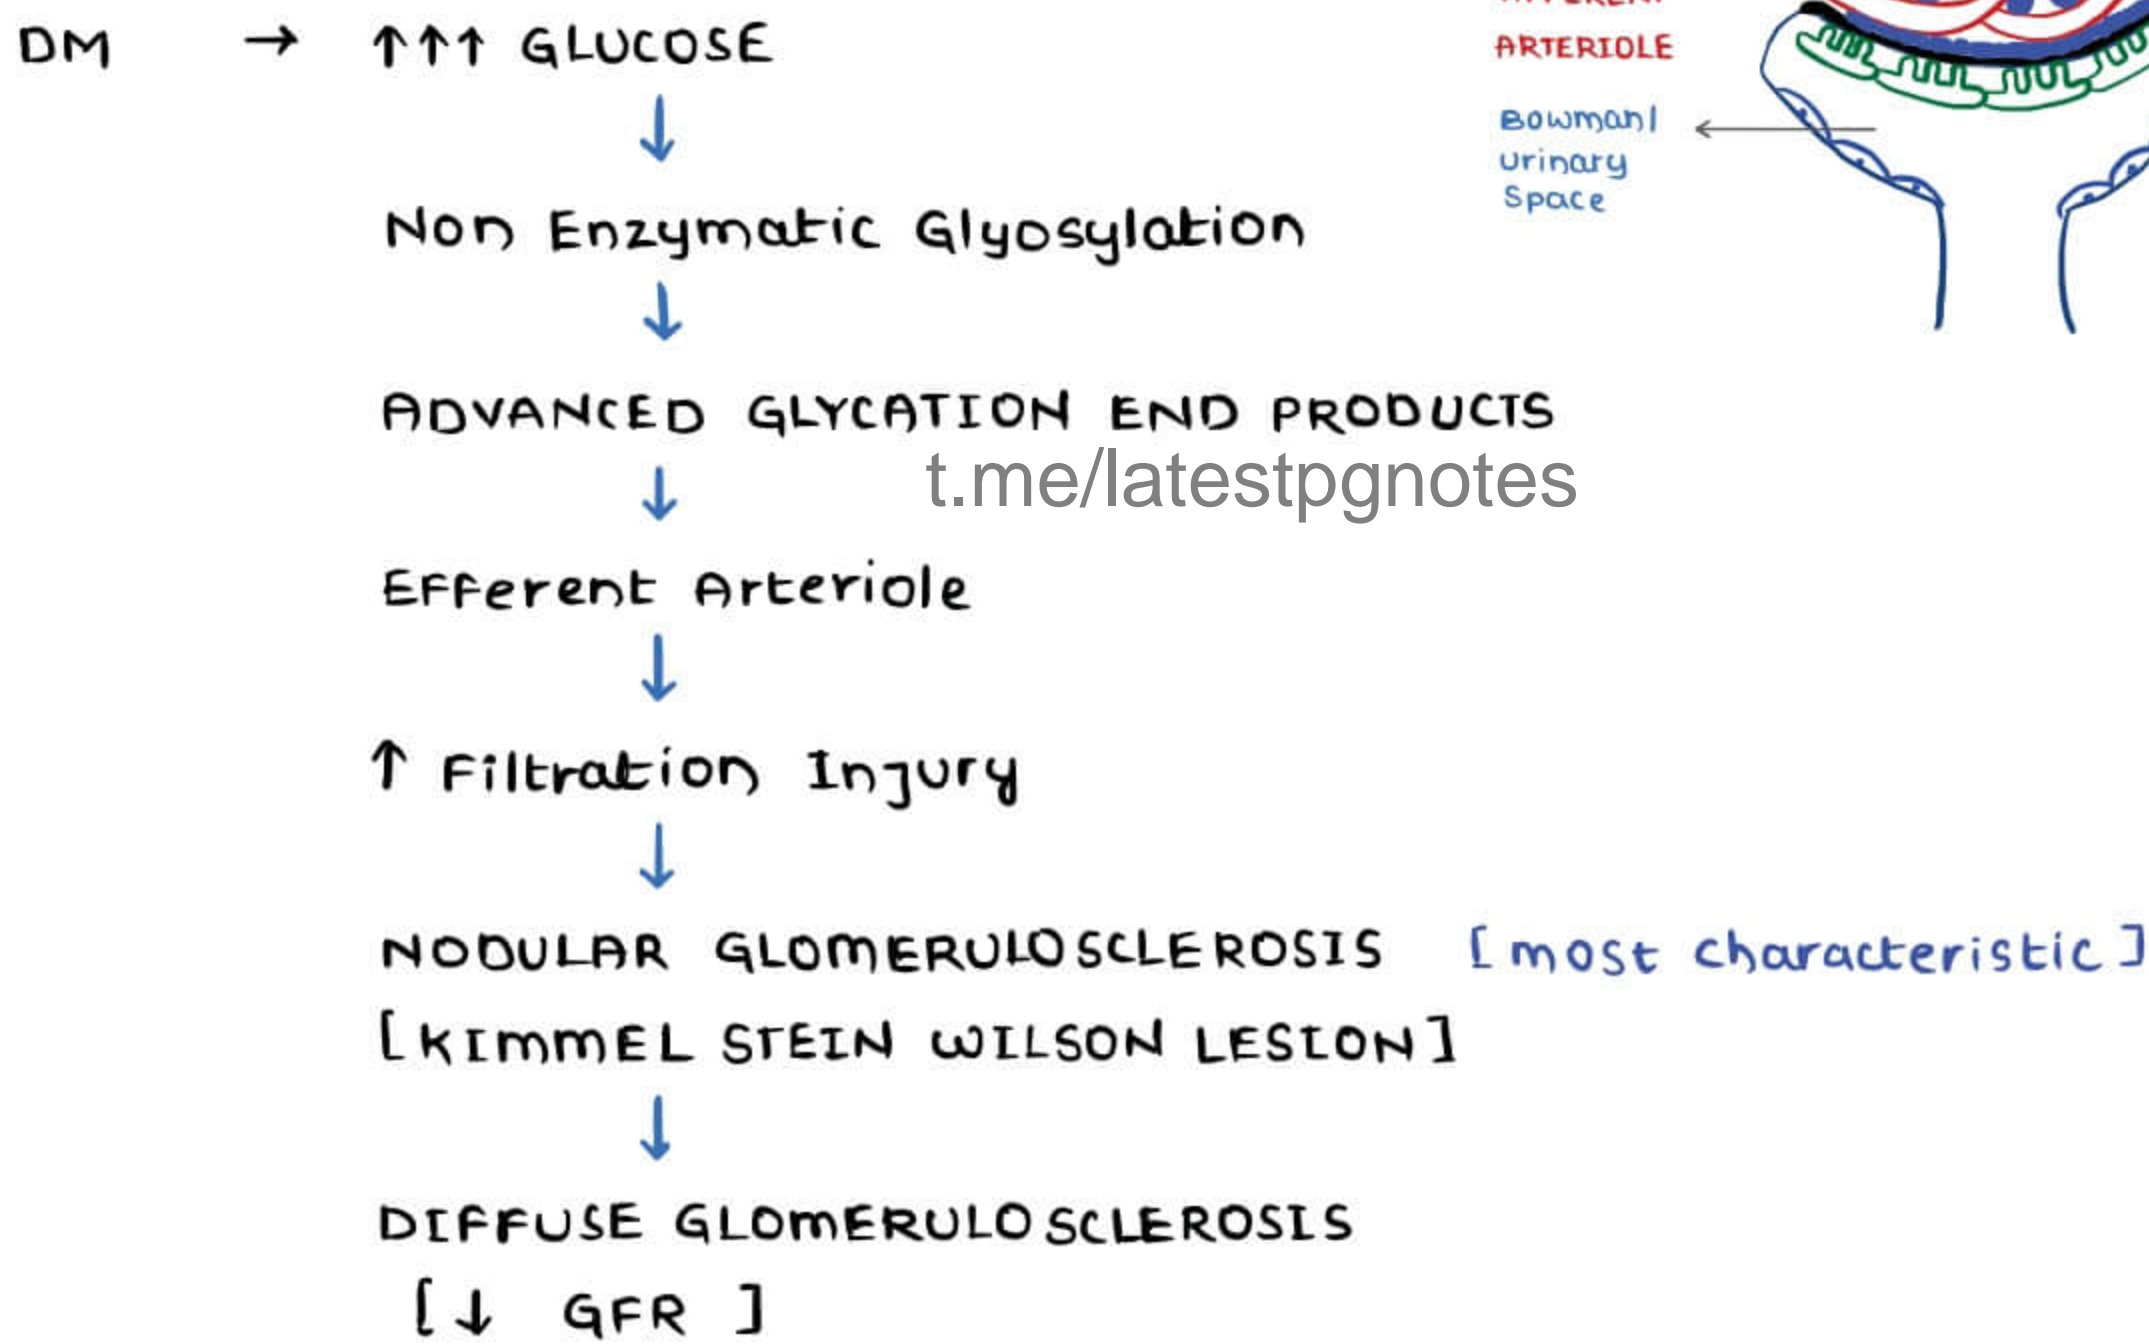 DM → ↑↑↑ GLUCOSE
ARTERIOLE
Bowman|
urinary
Space
↓
Non Enzymatic Glyosylation
↓
ADVANCED GLYCATION END PRODUCTS
t.me/latestpgnotes
↓
Efferent Arteriole
↓
↑ Filtration Injury
↓
NODULAR GLOMERULOSCLEROSIS [most characteristic]
[KIMMEL STEIN WILSON LESION]
↓
DIFFUSE GLOMERULOSCLEROSIS
[↓ GFR ]